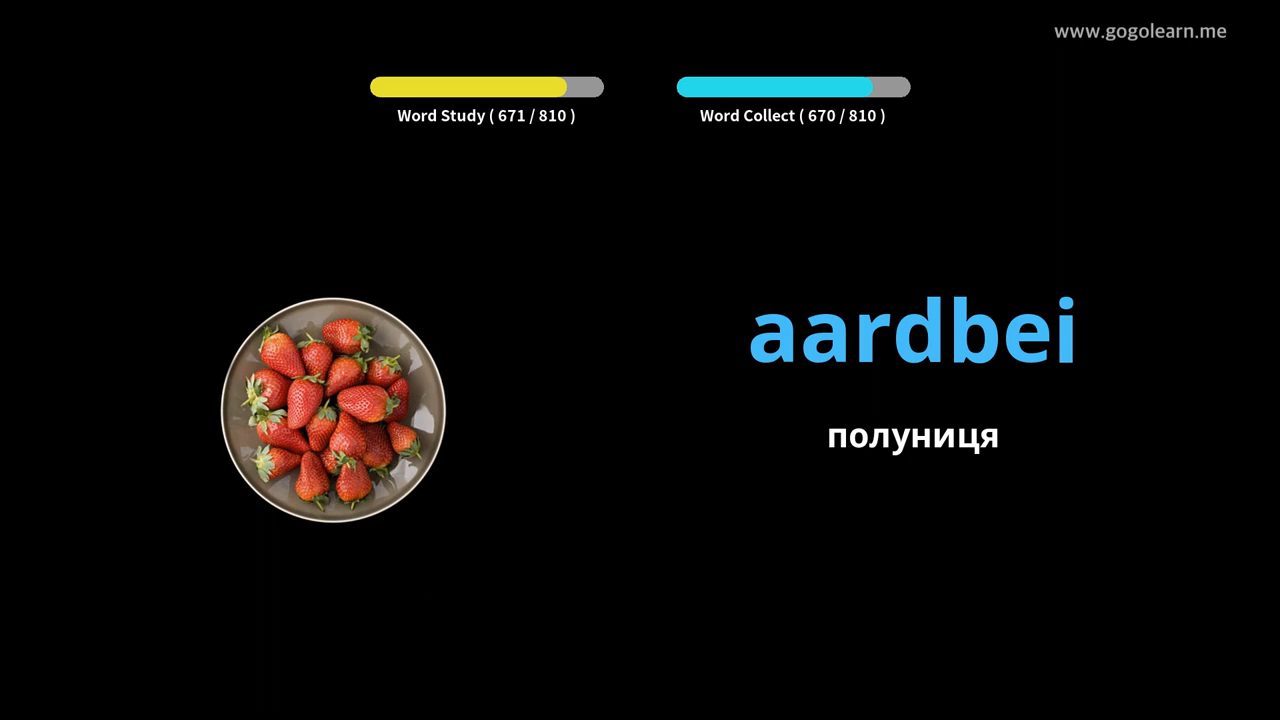 www.gogolearn.me
Word Study ( 671 / 810 )
Word Collect ( 670 / 810 )
aardbei
полуниця